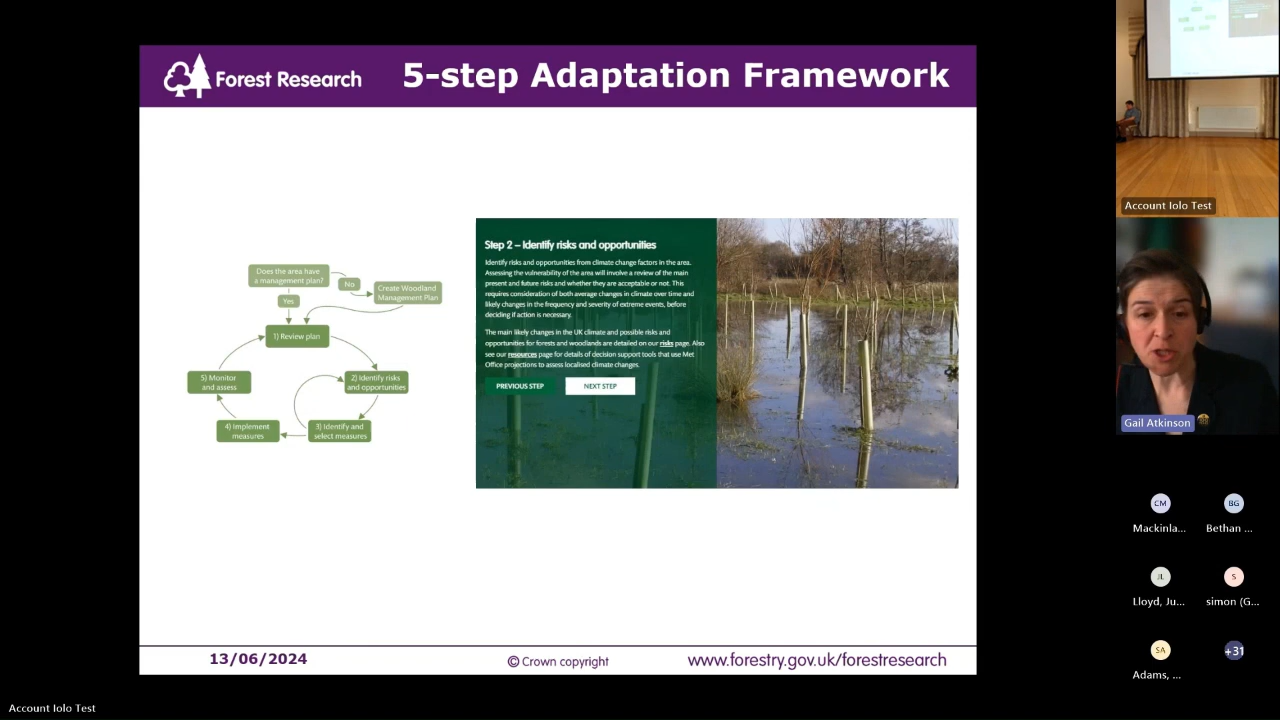 Forest Research
5-step Adaptation Framework
Does the area have
a management plan?
No
Create Woodland
Management Plan
Yes
1) Review plan
2) Identify risks
and opportunities
3) Identify and
select measures
4) Implement
measures
5) Monitor
and assess
Step 2 – Identify risks and opportunities
Identify risks and opportunities from climate change factors in the area.
Assessing the vulnerability of the area will involve a review of the main
present and future risks and whether they are acceptable or not. This
requires consideration of both average changes in climate over time and
likely changes in the frequency and severity of extreme events, before
deciding if action is necessary.
The main likely changes in the UK climate and possible risks and
opportunities for forests and woodlands are detailed on our risks page. Also
see our resources page for details of decision support tools that use Met
Office projections to assess localised climate changes.
PREVIOUS STEP
NEXT STEP
13/06/2024
© Crown copyright
www.forestry.gov.uk/forestresearch
Account Iolo Test
Account Iolo Test
Gail Atkinson
CM
BG
Mackinla...
Bethan ...
JL
S
Lloyd, Ju...
simon (G...
SA
+31
Adams, ...